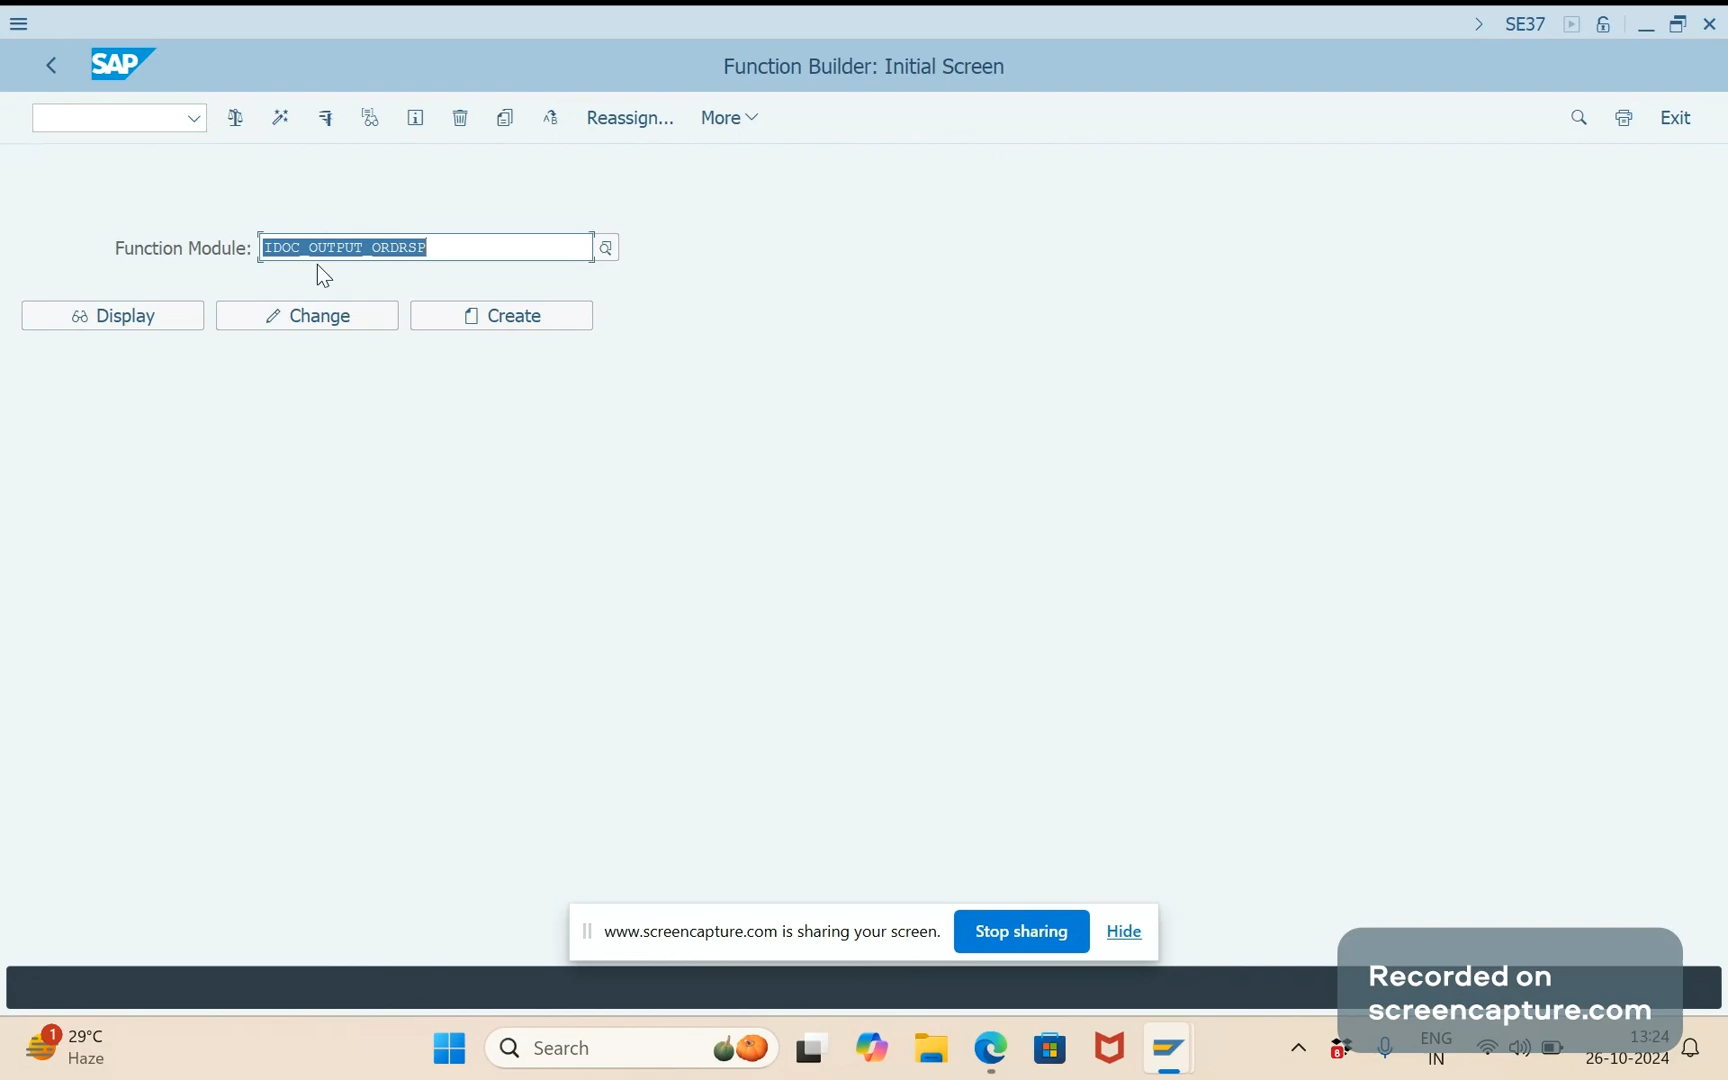 SE37
SAP
Function Builder: Initial Screen
Reassign...
More
Exit
Function Module:
IDOC_OUTPUT_ORDRSP
Display
Change
Create
www.screencapture.com is sharing your screen.
Stop sharing
Hide
Recorded on
screencapture.com
1
29°C
Haze
Search
8
ENG
IN
13:24
26-10-2024